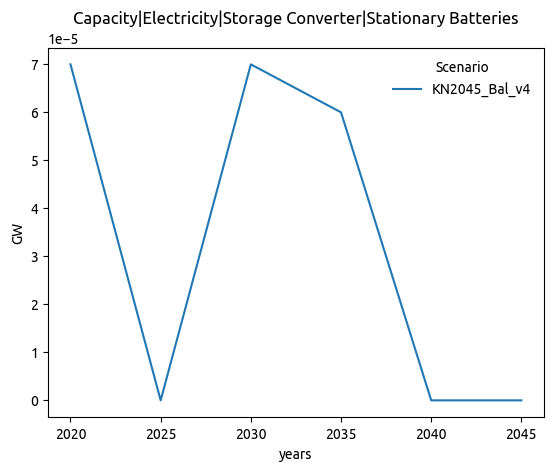 Capacity|Electricity|Storage Converter|Stationary Batteries
1e−5
Scenario
KN2045_Bal_v4
7
6
5
4
3
2
1
0
GW
2020 2025 2030 2035 2040 2045
years